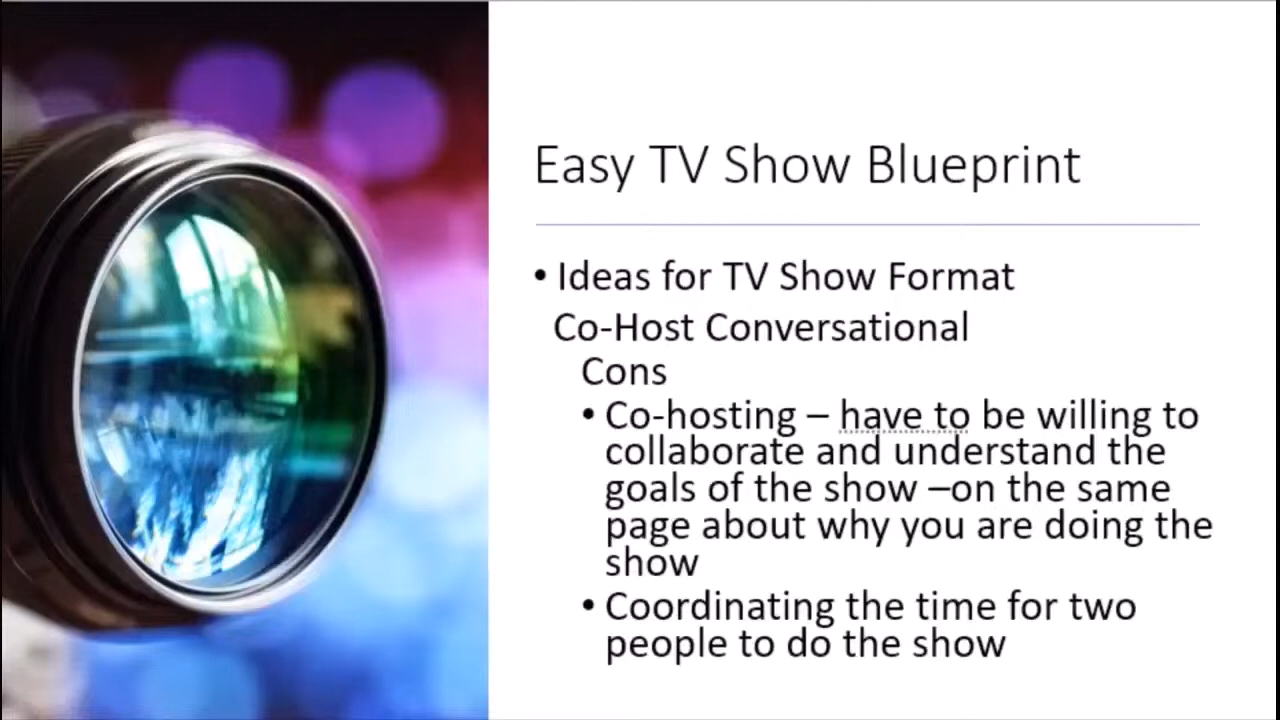 Easy TV Show Blueprint
• Ideas for TV Show Format
Co-Host Conversational
Cons
• Co-hosting – have to be willing to
collaborate and understand the
goals of the show –on the same
page about why you are doing the
show
• Coordinating the time for two
people to do the show